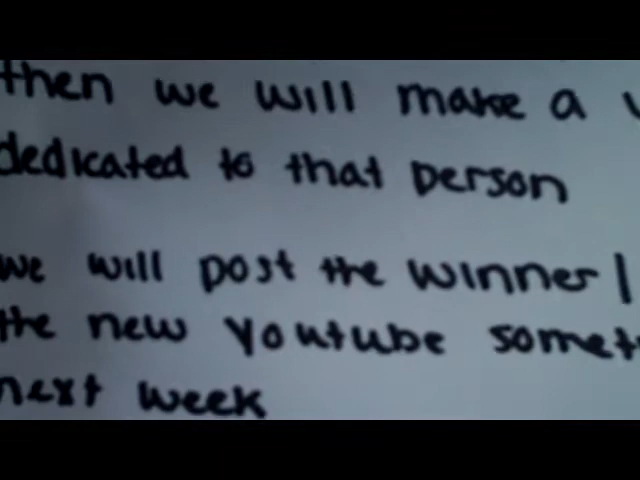 then we will make a
dedicated to that person
we will post the winner |
the new Youtube
next week